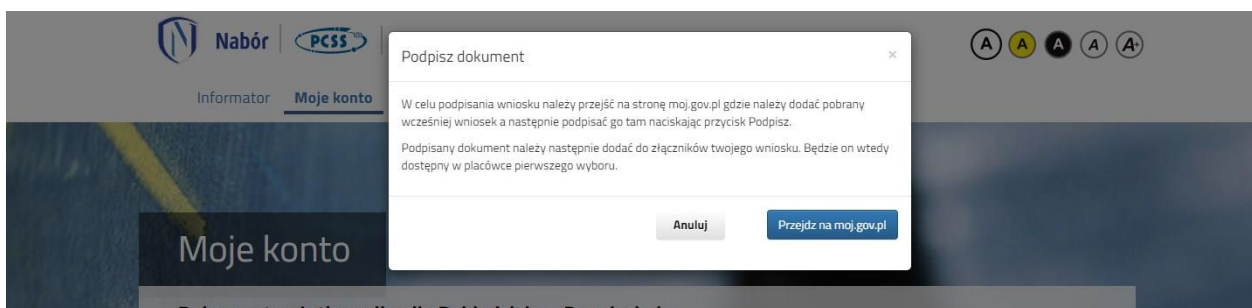 Nabór
PCSS
Podpisz dokument ×
A A A A A+
Informator Moje konto
W celu podpisania wniosku należy przejść na stronę moj.gov.pl gdzie należy dodać pobrany
wcześniej wniosek a następnie podpisać go tam naciskając przycisk Podpisz.
Podpisany dokument należy następnie dodać do złączników twojego wniosku. Będzie on wtedy
dostępny w placówce pierwszego wyboru.
Anuluj Przejdz na moj.gov.pl
Moje konto